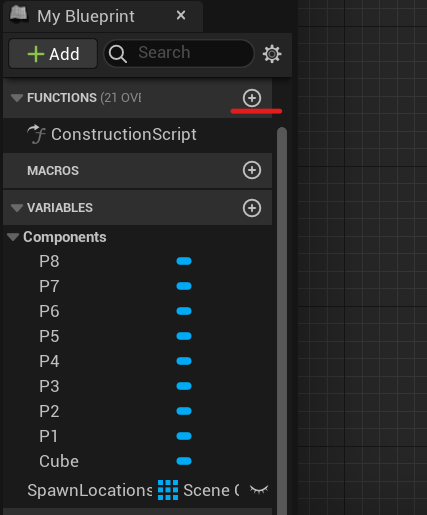 My Blueprint
Add
Search
FUNCTIONS (21 OVE
ConstructionScript
MACROS
VARIABLES
Components
P8
P7
P6
P5
P4
P3
P2
P1
Cube
SpawnLocations Scene C